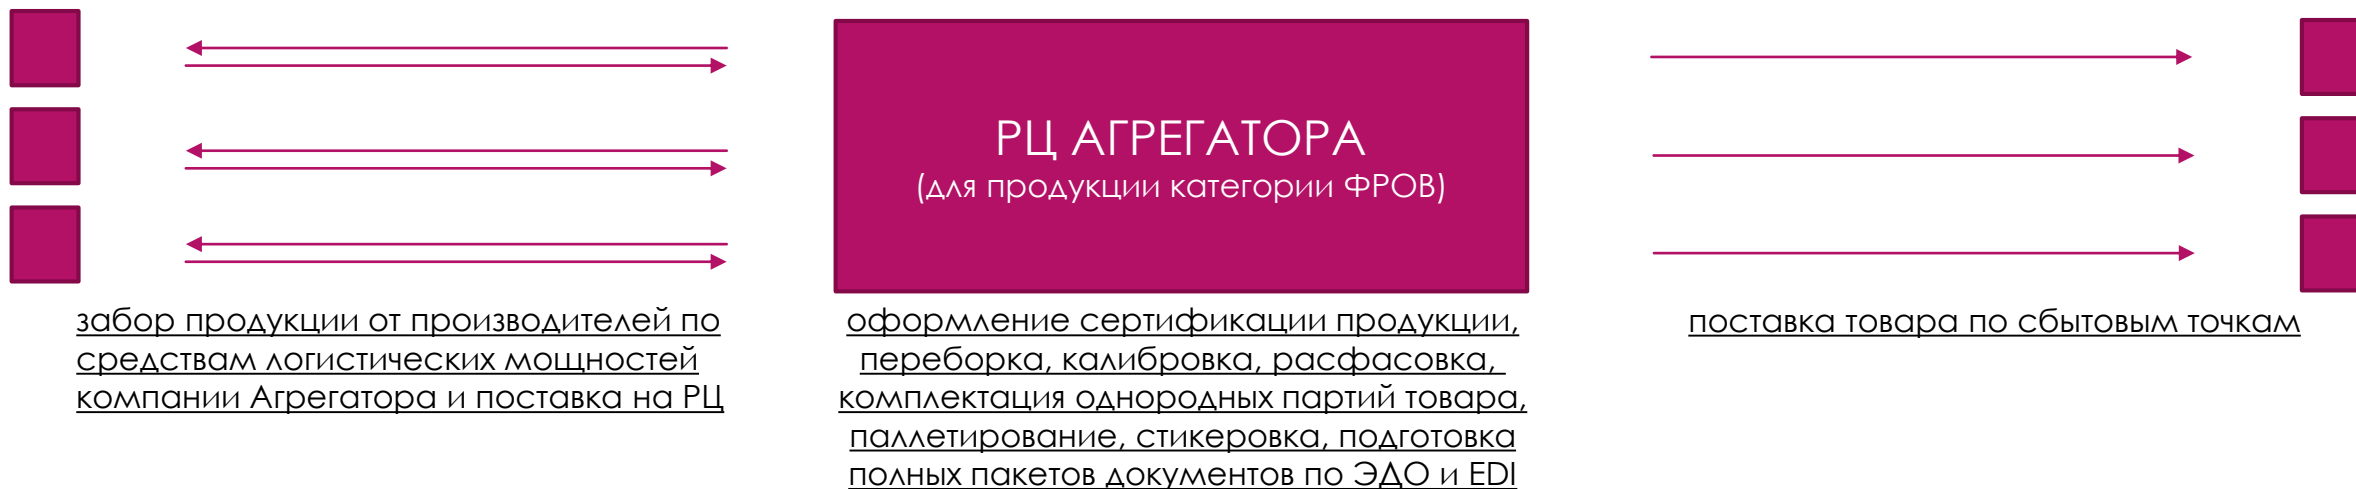 РЦ АГРЕГАТОРА
(для продукции категории ФРОВ)
забор продукции от производителей по
средствам логистических мощностей
компании Агрегатора и поставка на РЦ
оформление сертификации продукции,
переборка, калибровка, расфасовка,
комплектация однородных партий товара,
паллетирование, стикеровка, подготовка
полных пакетов документов по ЭДО и EDI
поставка товара по сбытовым точкам